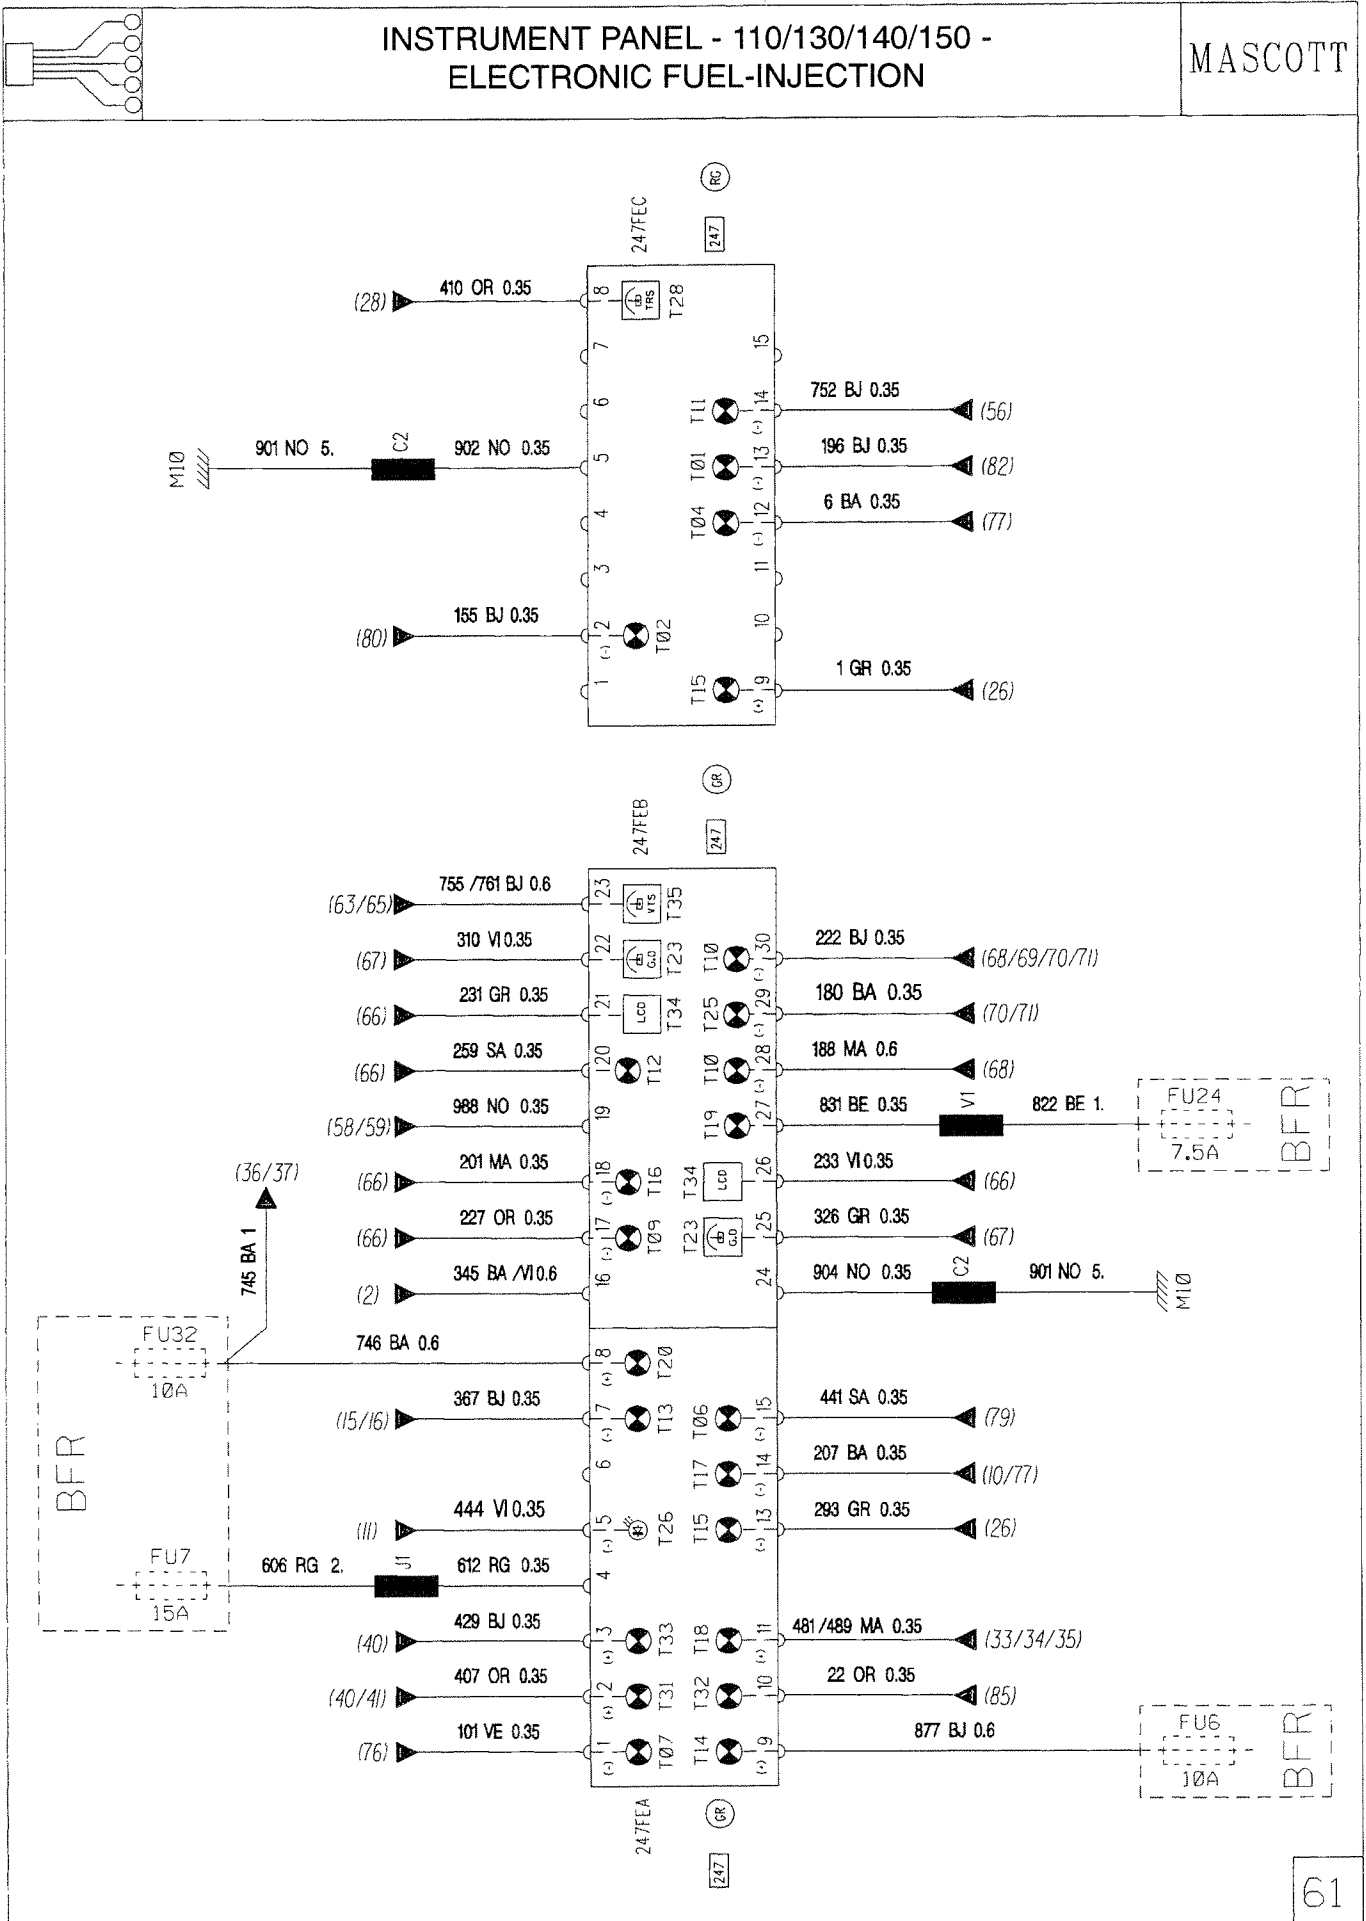 INSTRUMENT PANEL - 110/130/140/150 -
ELECTRONIC FUEL-INJECTION
MASCOTT
RG
247
247FEC
(28) 410 OR 0.35 8 TRS T28
7
15
6
T11 (-) 14 752 BJ 0.35 (56)
M10 901 NO 5. C2 902 NO 0.35 5
T01 (-) 13 196 BJ 0.35 (82)
4
T04 (-) 12 6 BA 0.35 (77)
3
11
(80) 155 BJ 0.35 (-) 2 T02
10
1
T15 (+) 9 1 GR 0.35 (26)
GR
247
247FEB
(63/65) 755 /761 BJ 0.6 23 VTS T35
(67) 310 VI 0.35 22 G.O T23
T10 (-) 30 222 BJ 0.35 (68/69/70/71)
(66) 231 GR 0.35 21 LCD T34
T25 (-) 29 180 BA 0.35 (70/71)
(66) 259 SA 0.35 20 T12
T10 (-) 28 188 MA 0.6 (68)
(58/59) 988 NO 0.35 19
T19 27 831 BE 0.35 V1 822 BE 1. FU24 7.5A BFR
(66) 201 MA 0.35 (-) 18 T16
T34 LCD 26 233 VI 0.35 (66)
(36/37)
745 BA 1
(66) 227 OR 0.35 (-) 17 T09
T23 G.O 25 326 GR 0.35 (67)
(2) 345 BA /VI 0.6 16
24 904 NO 0.35 C2 901 NO 5. M10
BFR
FU32 10A 746 BA 0.6 (+) 8 T20
(15/16) 367 BJ 0.35 (-) 7 T13
T06 (-) 15 441 SA 0.35 (79)
6
T17 (-) 14 207 BA 0.35 (10/77)
(11) 444 VI 0.35 (-) 5 T26
T15 (-) 13 293 GR 0.35 (26)
FU7 15A 606 RG 2. 612 RG 0.35 4
(40) 429 BJ 0.35 (+) 3 T33
T18 (-) 11 481/489 MA 0.35 (33/34/35)
(40/41) 407 OR 0.35 (+) 2 T31
T32 10 22 OR 0.35 (85)
(76) 101 VE 0.35 (-) 1 T07
T14 (+) 9 877 BJ 0.6 FU6 10A BFR
247FEA
GR
247
61